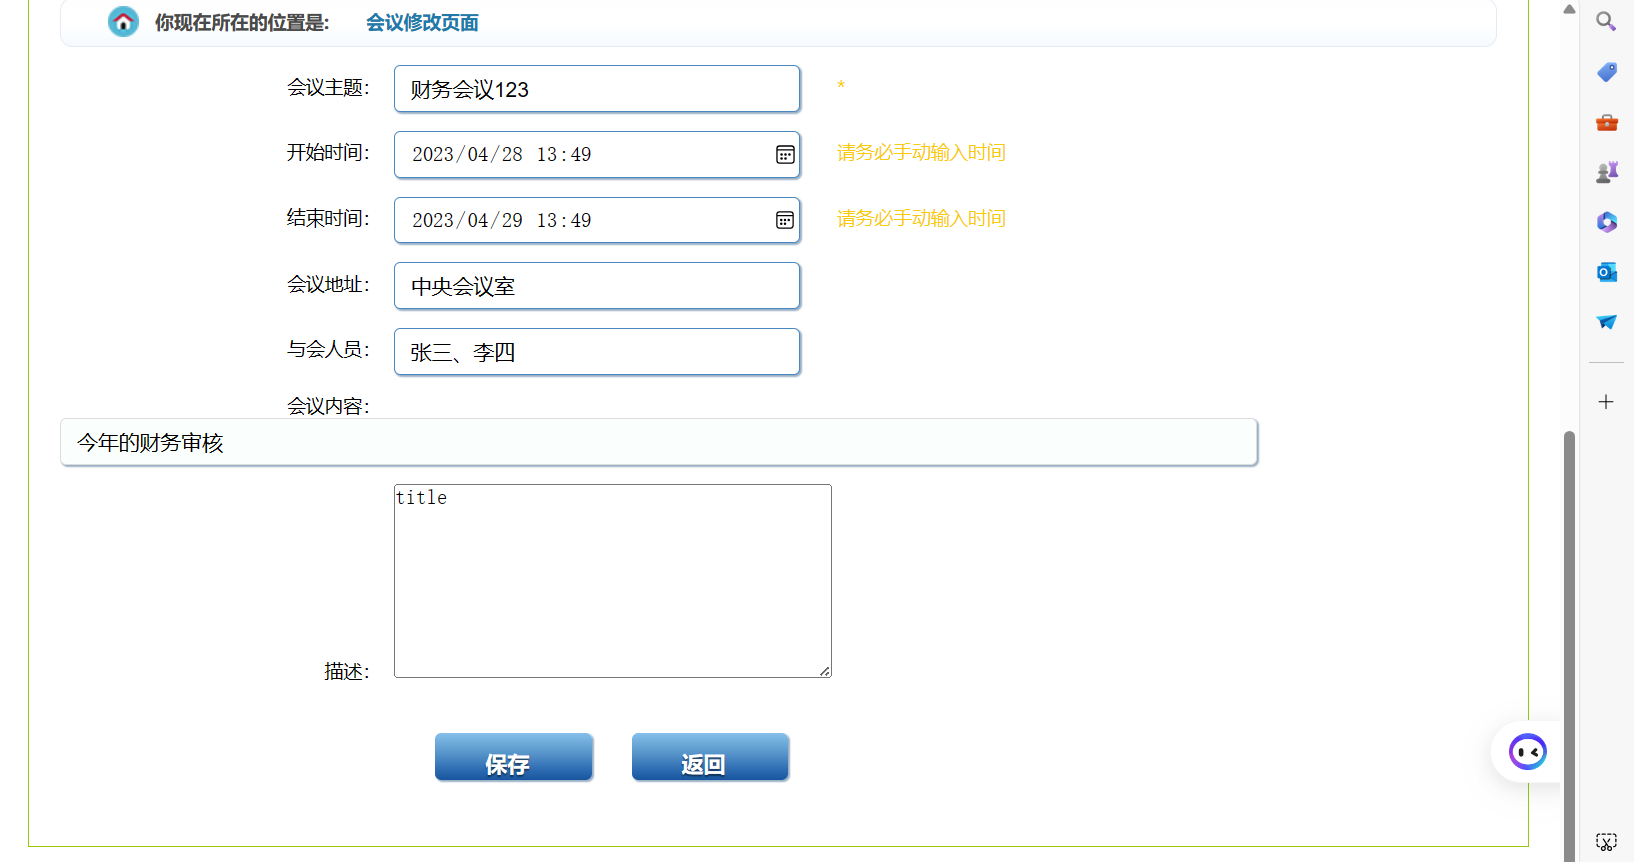 你现在所在的位置是: 会议修改页面
会议主题： 财务会议123 *
开始时间： 2023/04/28 13:49 请务必手动输入时间
结束时间： 2023/04/29 13:49 请务必手动输入时间
会议地址： 中央会议室
与会人员： 张三、李四
会议内容：
今年的财务审核
title
描述：
保存 返回